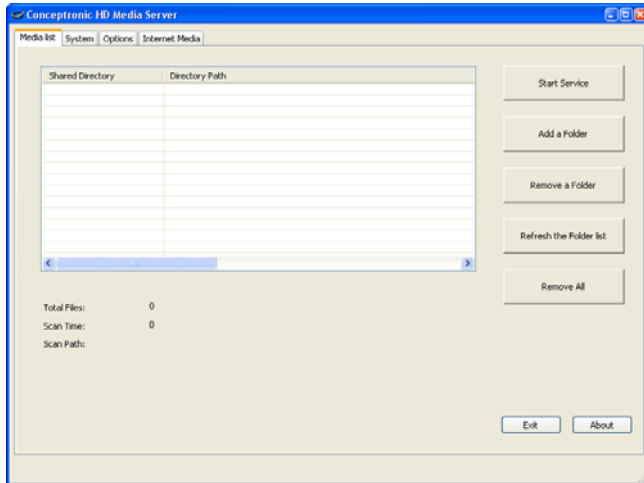 Conceptronic HD Media Server
Media list System Options Internet Media
Shared Directory Directory Path
Start Service
Add a Folder
Remove a Folder
Refresh the Folder list
Remove All
Total Files: 0
Scan Time: 0
Scan Path:
Exit About